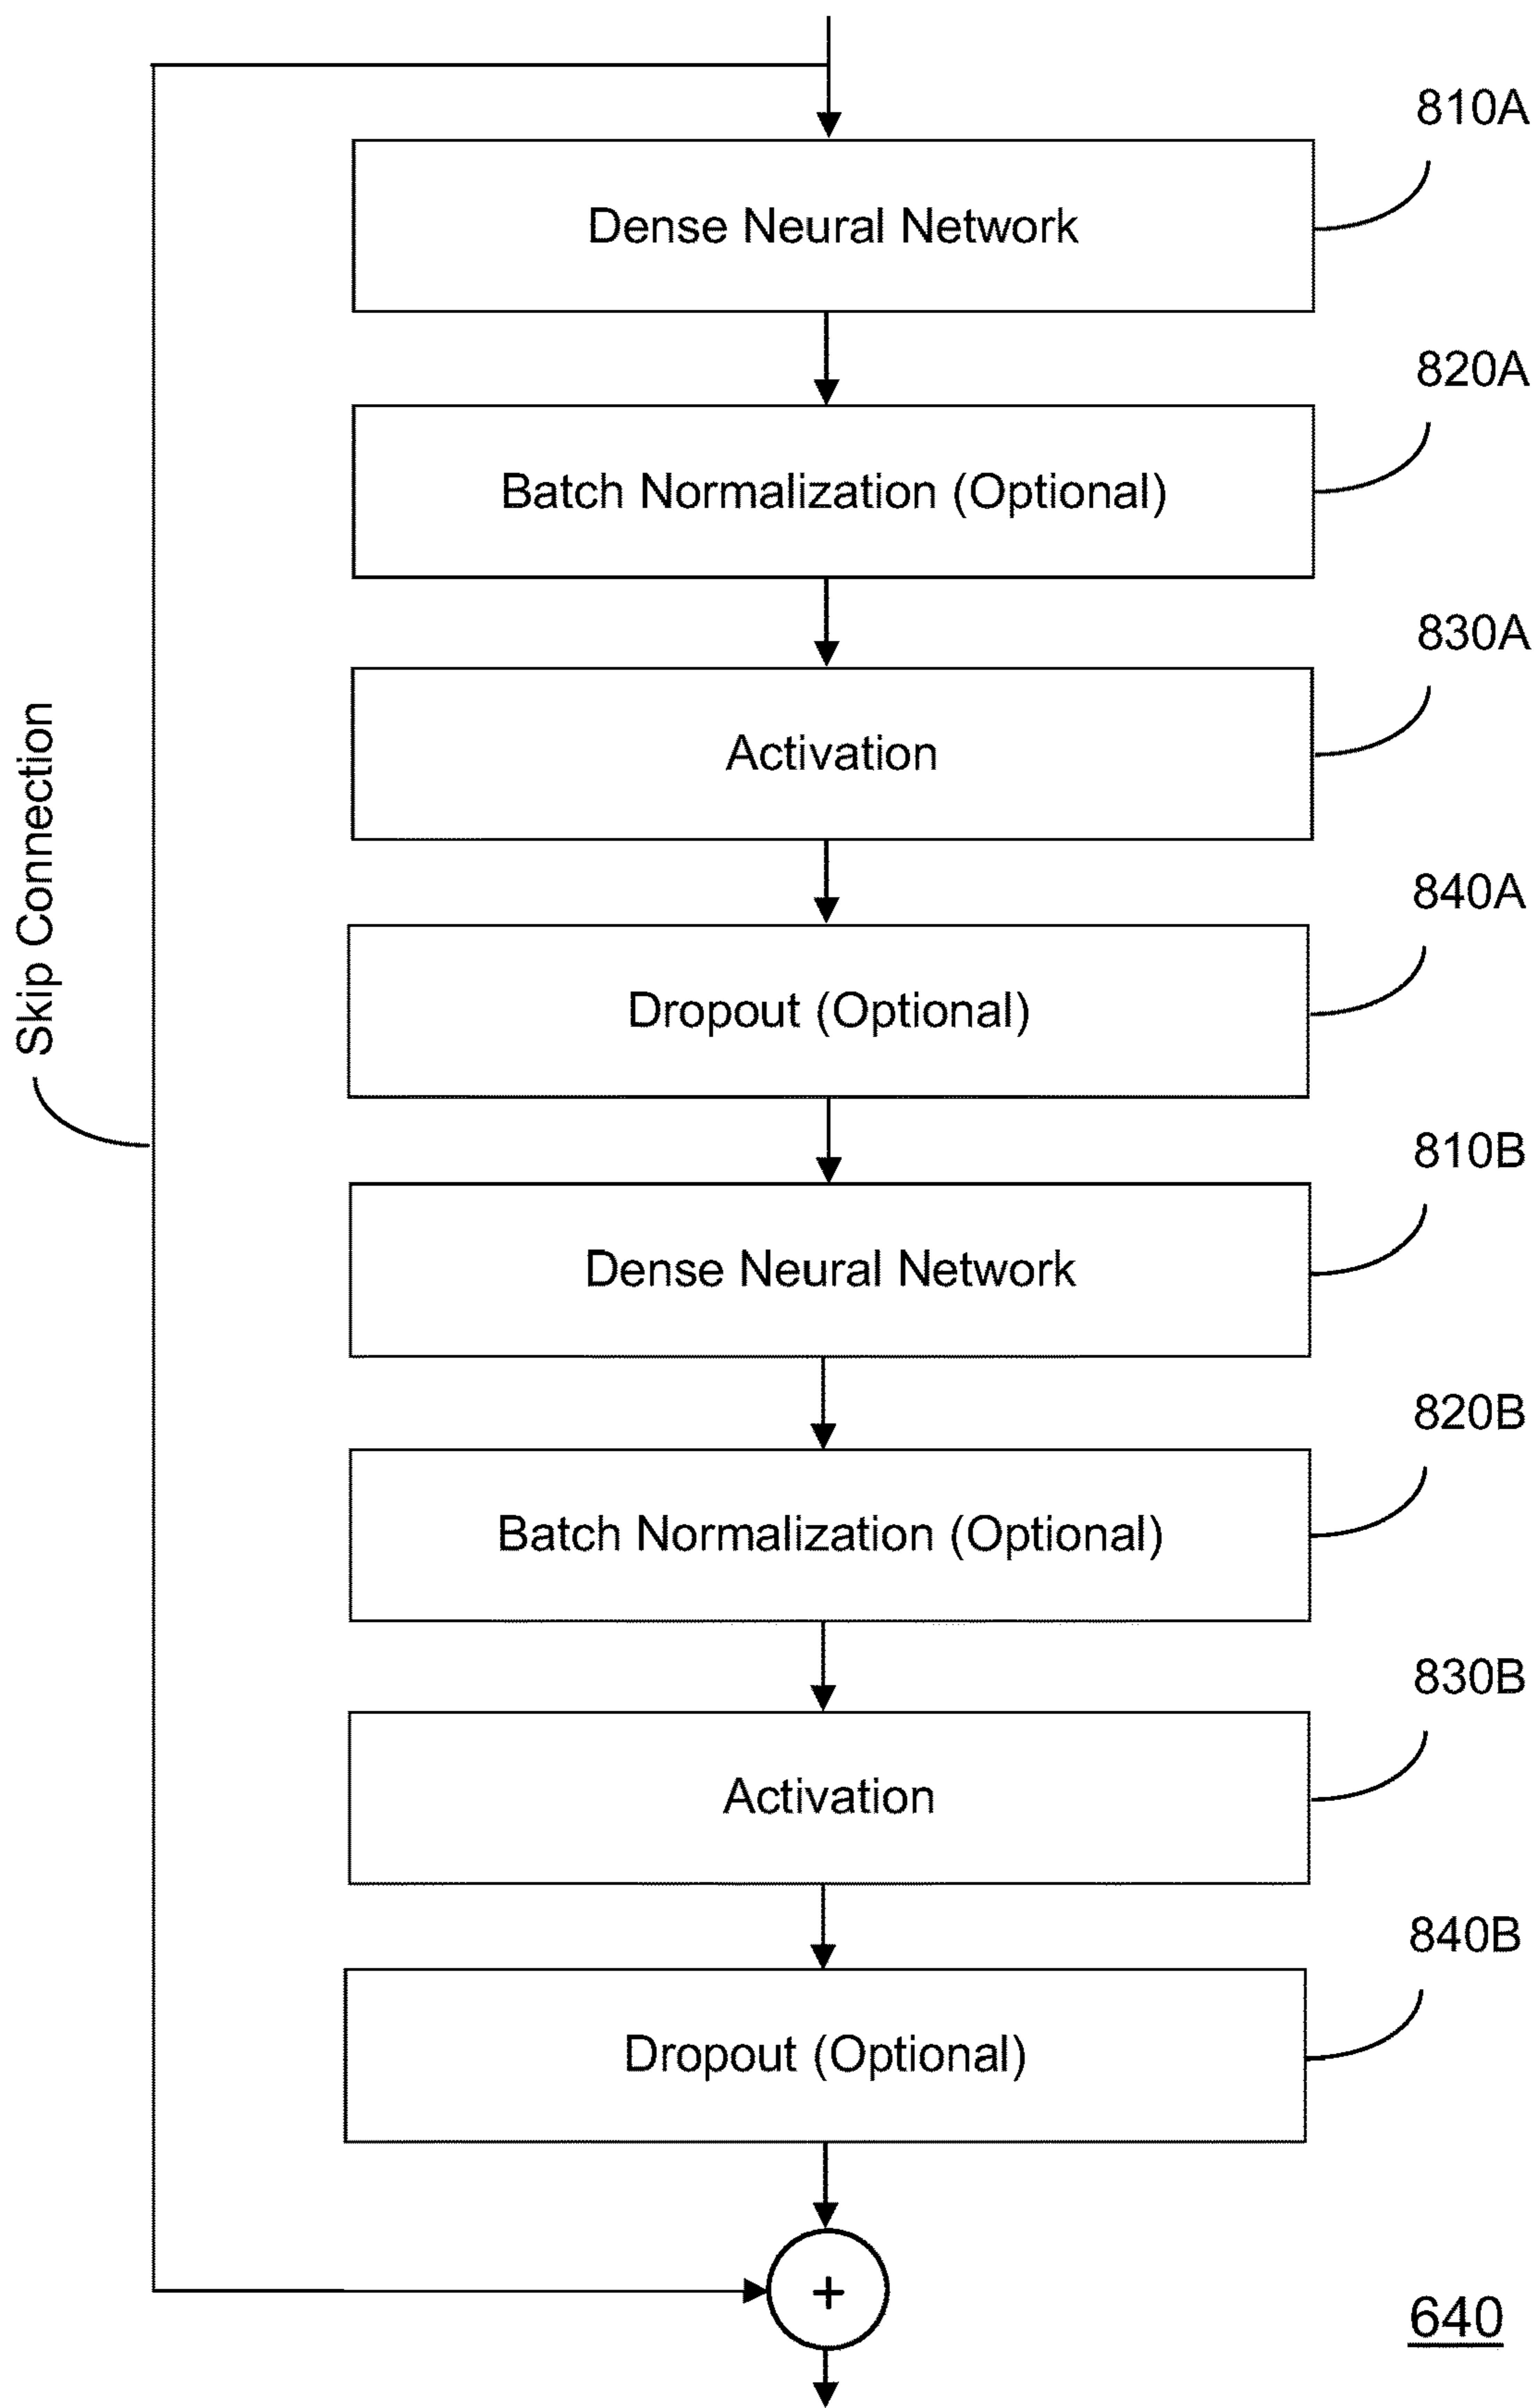 810A
Dense Neural Network
820A
Batch Normalization (Optional)
830A
Activation
840A
Dropout (Optional)
Skip Connection
810B
Dense Neural Network
820B
Batch Normalization (Optional)
830B
Activation
840B
Dropout (Optional)
+
640